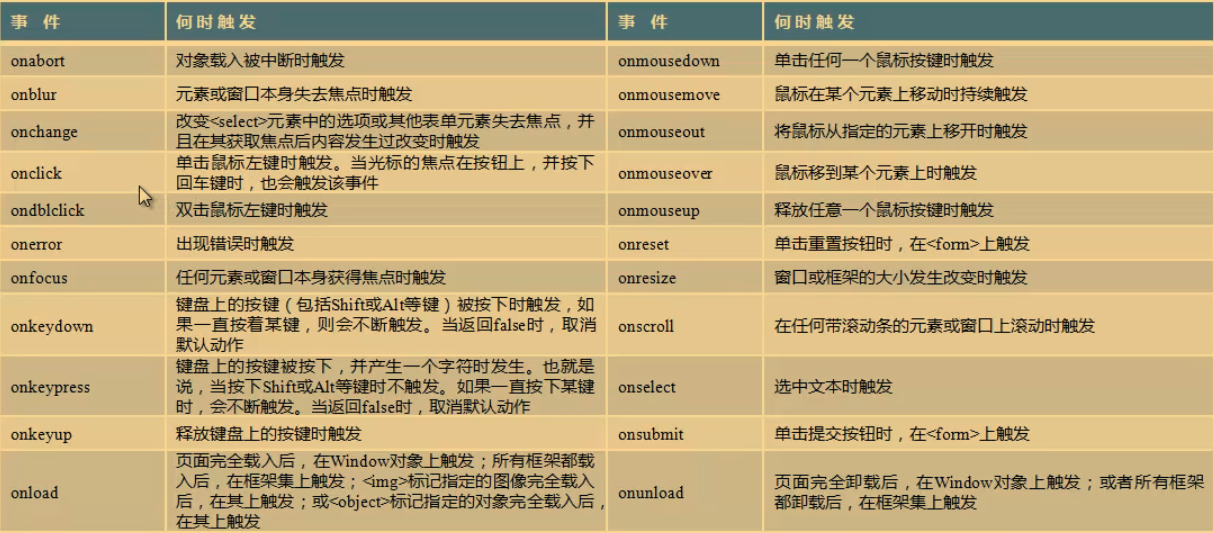 事 件 何时触发 事 件 何时触发
onabort 对象载入被中断时触发 onmousedown 单击任何一个鼠标按键时触发
onblur 元素或窗口本身失去焦点时触发 onmousemove 鼠标在某个元素上移动时持续触发
onchange 改变<select>元素中的选项或其他表单元素失去焦点，并
且在其获取焦点后内容发生过改变时触发 onmouseout 将鼠标从指定的元素上移开时触发
onclick 单击鼠标左键时触发。当光标的焦点在按钮上，并按下
回车键时，也会触发该事件 onmouseover 鼠标移到某个元素上时触发
ondblclick 双击鼠标左键时触发 onmouseup 释放任意一个鼠标按键时触发
onerror 出现错误时触发 onreset 单击重置按钮时，在<form>上触发
onfocus 任何元素或窗口本身获得焦点时触发 onresize 窗口或框架的大小发生改变时触发
onkeydown 键盘上的按键（包括Shift或Alt等键）被按下时触发，如
果一直按着某键，则会不断触发。当返回false时，取消
默认动作 onscroll 在任何带滚动条的元素或窗口上滚动时触发
onkeypress 键盘上的按键被按下，并产生一个字符时发生。也就是
说，当按下Shift或Alt等键时不触发。如果一直按下某键
时，会不断触发。当返回false时，取消默认动作 onselect 选中文本时触发
onkeyup 释放键盘上的按键时触发 onsubmit 单击提交按钮时，在<form>上触发
onload 页面完全载入后，在Window对象上触发；所有框架都载
入后，在框架集上触发；<img>标记指定的图像完全载入
后，在其上触发；或<object>标记指定的对象完全载入后，
在其上触发 onunload 页面完全卸载后，在Window对象上触发；或者所有框架
都卸载后，在框架集上触发